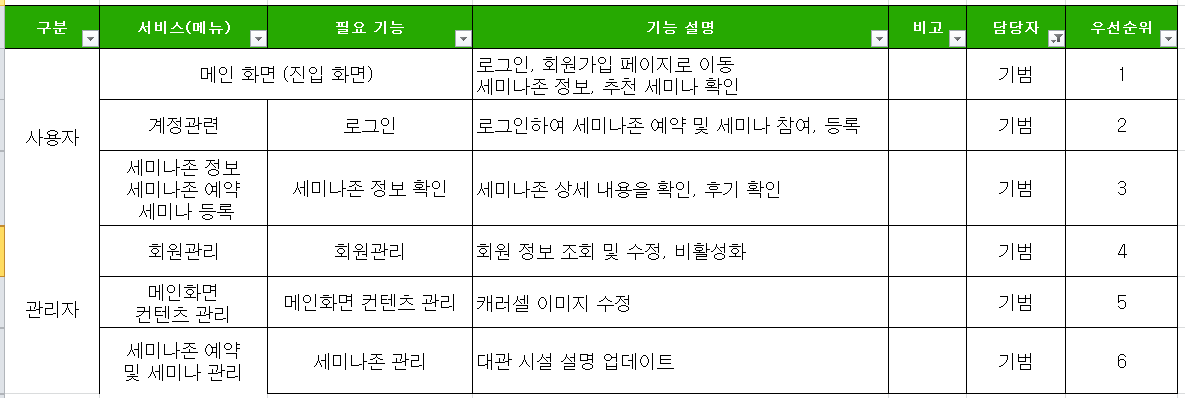 구분 서비스(메뉴) 필요 기능 기능 설명 비고 담당자 우선순위
사용자
메인 화면 (진입 화면)
로그인, 회원가입 페이지로 이동
세미나존 정보, 추천 세미나 확인
기범 1
계정관련 로그인 로그인하여 세미나존 예약 및 세미나 참여, 등록 기범 2
세미나존 정보
세미나존 예약
세미나 등록
세미나존 정보 확인 세미나존 상세 내용을 확인, 후기 확인 기범 3
관리자
회원관리 회원관리 회원 정보 조회 및 수정, 비활성화 기범 4
메인화면
컨텐츠 관리
메인화면 컨텐츠 관리 캐러셀 이미지 수정 기범 5
세미나존 예약
및 세미나 관리
세미나존 관리 대관 시설 설명 업데이트 기범 6